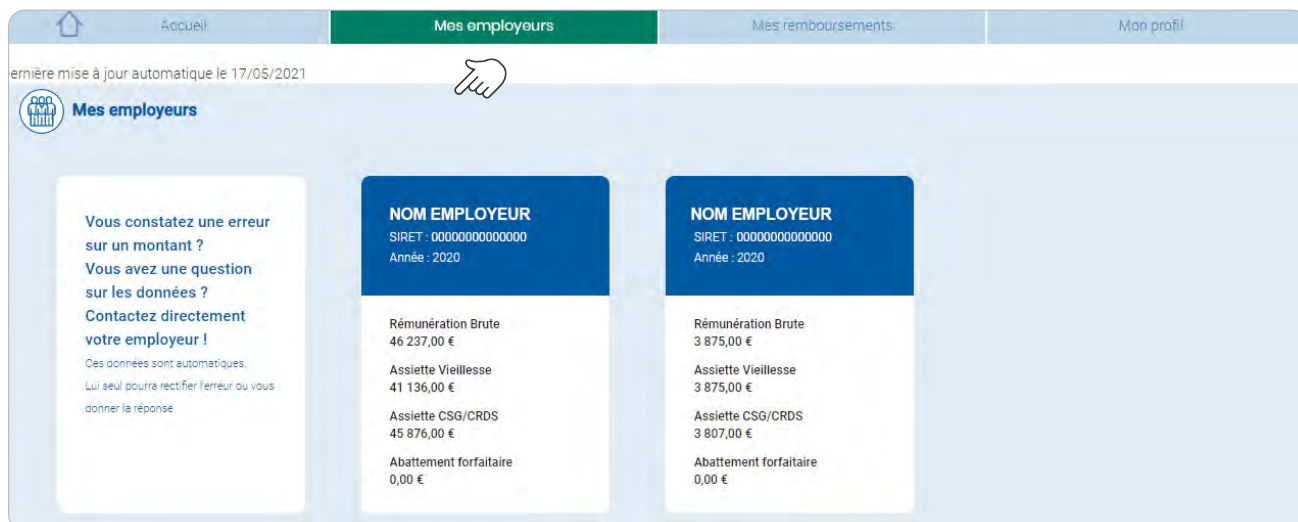 Accueil
Mes employeurs
Mes remboursements
Mon profil
ernière mise à jour automatique le 17/05/2021
Mes employeurs
Vous constatez une erreur
sur un montant ?
Vous avez une question
sur les données ?
Contactez directement
votre employeur !
Ces données sont automatiques.
Lui seul pourra rectifier l'erreur ou vous
donner la réponse
NOM EMPLOYEUR
SIRET : 00000000000000
Année : 2020
Rémunération Brute
46 237,00 €
Assiette Vieillesse
41 136,00 €
Assiette CSG/CRDS
45 876,00 €
Abattement forfaitaire
0,00 €
NOM EMPLOYEUR
SIRET : 00000000000000
Année : 2020
Rémunération Brute
3 875,00 €
Assiette Vieillesse
3 875,00 €
Assiette CSG/CRDS
3 807,00 €
Abattement forfaitaire
0,00 €